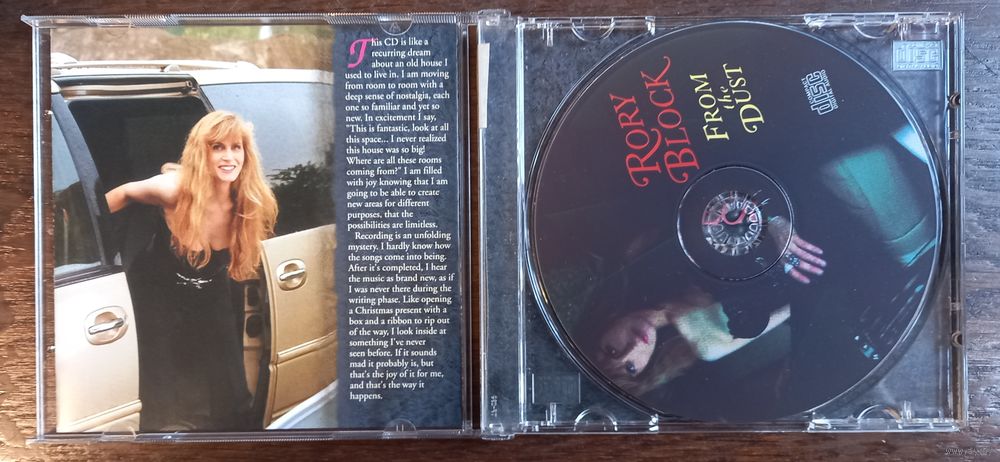 This CD is like a
recurring dream
about an old house I
used to live in. I am moving
from room to room with a
deep sense of nostalgia, each
one so familiar and yet so
new. In excitement I say,
"This is fantastic, look at all
this space... I never realized
this house was so big!
Where are all these rooms
coming from?" I am filled
with joy knowing that I am
going to be able to create
new areas for different
purposes, that the
possibilities are limitless.
Recording is an unfolding
mystery. I hardly know how
the songs come into being.
After it's completed, I hear
the music as brand new, as if
I was never there during the
writing phase. Like opening
a Christmas present with a
box and a ribbon to rip out
of the way, I look inside at
something I've never
seen before. If it sounds
mad it probably is, but
that's the joy of it for me,
and that's the way it
happens.
RORY
BLOCK
FROM
the
DUST
COMPACT
disc
DIGITAL AUDIO